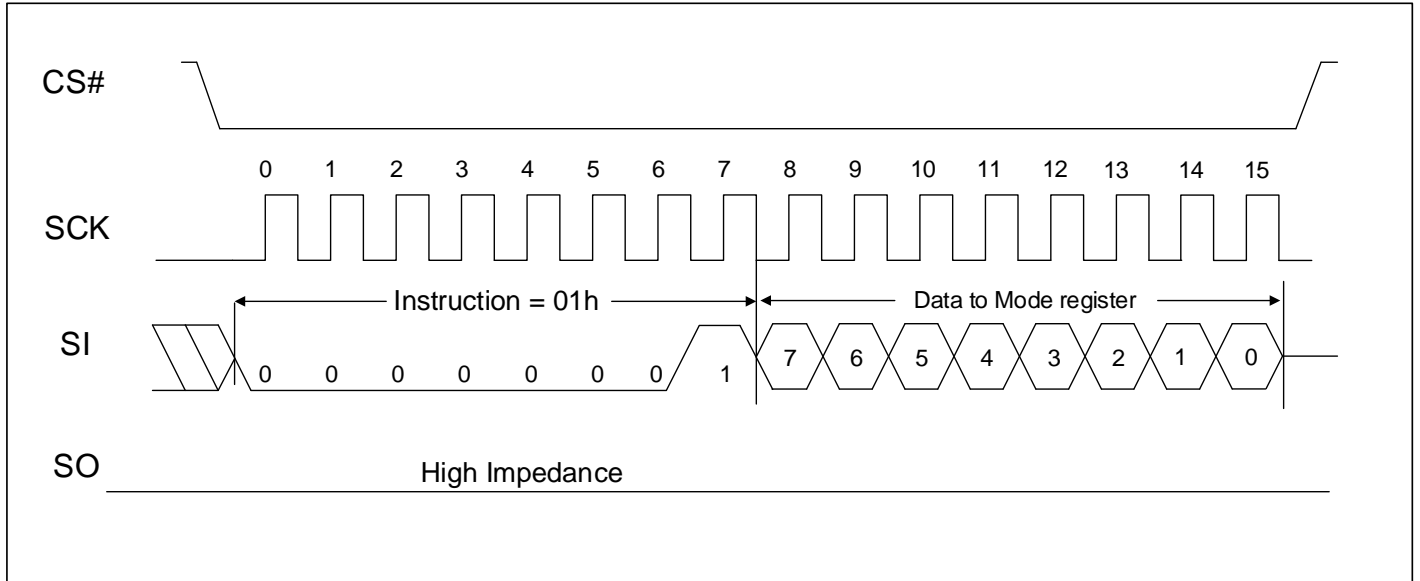 CS#
0 1 2 3 4 5 6 7 8 9 10 11 12 13 14 15
SCK
Instruction = 01h Data to Mode register
SI
0 0 0 0 0 0 0 1 7 6 5 4 3 2 1 0
SO
High Impedance